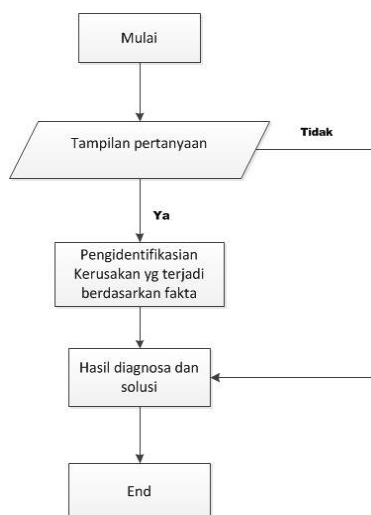 Mulai
Tampilan pertanyaan
Tidak
Ya
Pengidentifikasian
Kerusakan yg terjadi
berdasarkan fakta
Hasil diagnosa dan
solusi
End